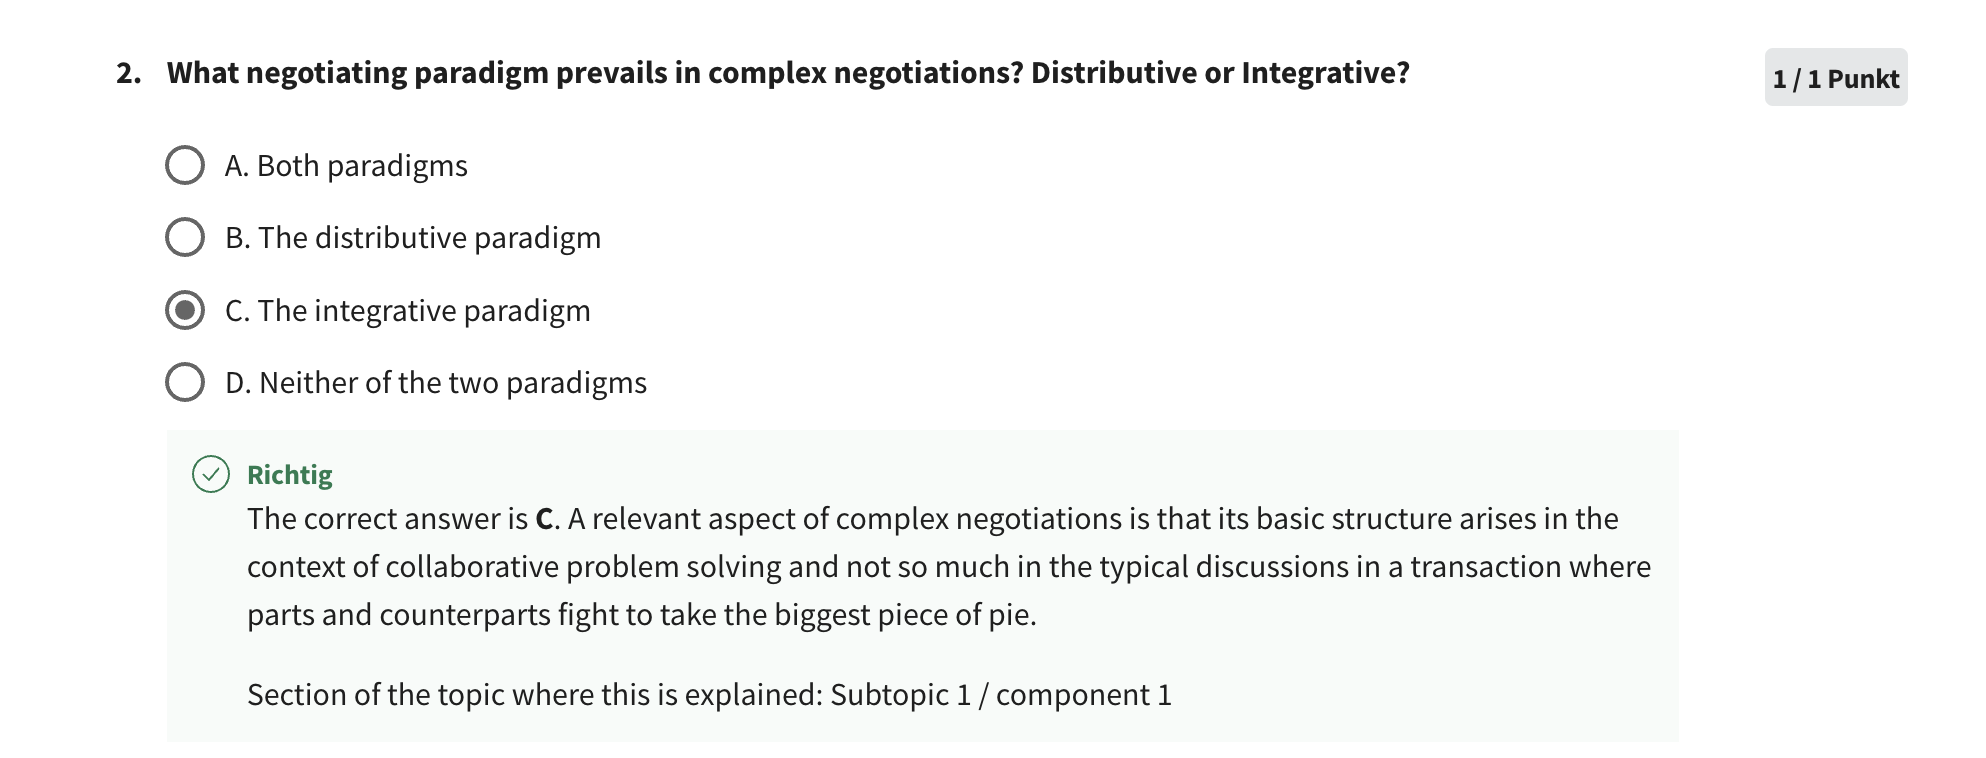 2. What negotiating paradigm prevails in complex negotiations? Distributive or Integrative?
1 / 1 Punkt
A. Both paradigms
B. The distributive paradigm
C. The integrative paradigm
D. Neither of the two paradigms
Richtig
The correct answer is C. A relevant aspect of complex negotiations is that its basic structure arises in the
context of collaborative problem solving and not so much in the typical discussions in a transaction where
parts and counterparts fight to take the biggest piece of pie.
Section of the topic where this is explained: Subtopic 1 / component 1